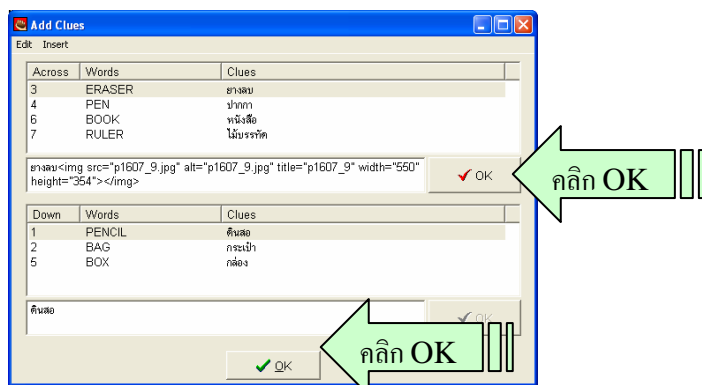 Add Clues
Edit Insert
Across Words Clues
3 ERASER ยางลบ
4 PEN ปากกา
6 BOOK หนังสือ
7 RULER ไม้บรรทัด
ยางลบ<img src="p1607_9.jpg" alt="p1607_9.jpg" title="p1607_9" width="550"
height="354"></img>
OK
คลิก OK
Down Words Clues
1 PENCIL ดินสอ
2 BAG กระเป๋า
5 BOX กล่อง
ดินสอ
OK
OK
คลิก OK